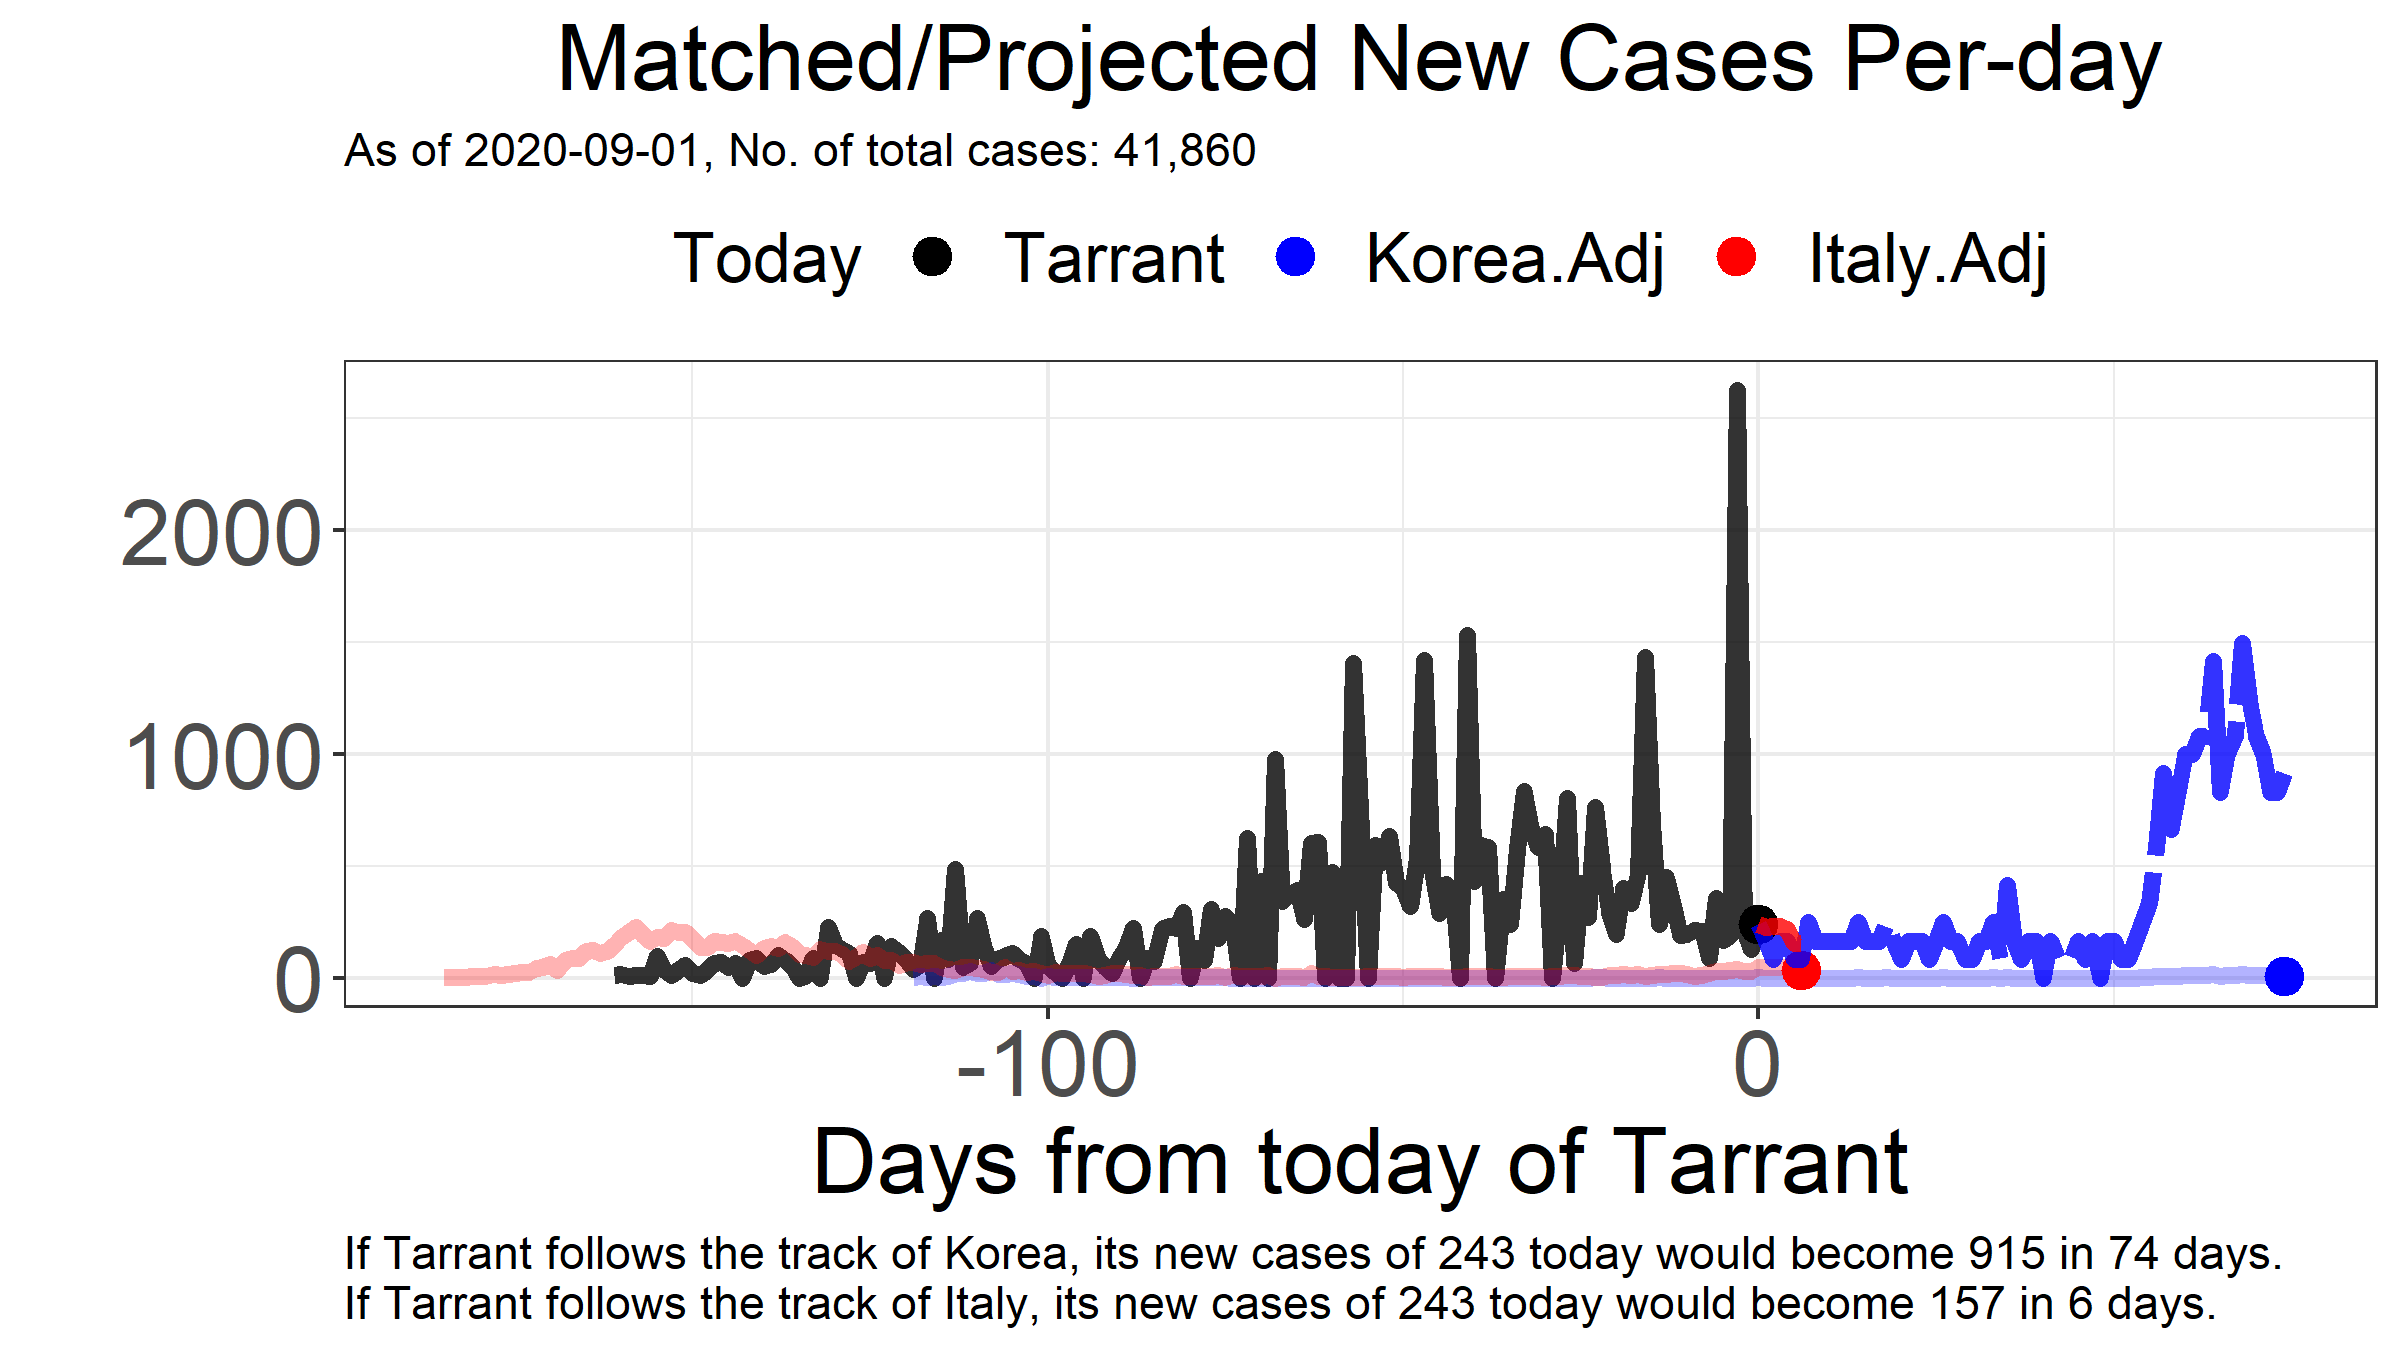 Matched/Projected New Cases Per-day
As of 2020-09-01, No. of total cases: 41,860
Today Tarrant Korea.Adj Italy.Adj
2000
1000
0
-100 0
Days from today of Tarrant
If Tarrant follows the track of Korea, its new cases of 243 today would become 915 in 74 days.
If Tarrant follows the track of Italy, its new cases of 243 today would become 157 in 6 days.